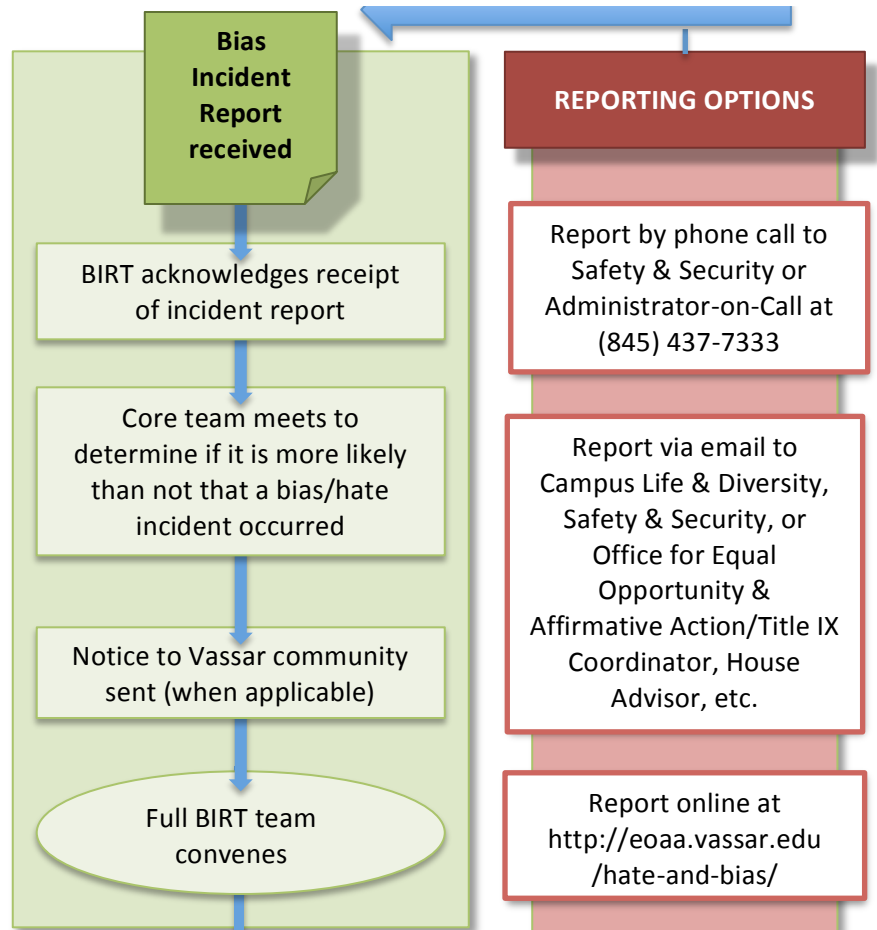 Bias
Incident
Report
received
BIRT acknowledges receipt
of incident report
Core team meets to
determine if it is more likely
than not that a bias/hate
incident occurred
Notice to Vassar community
sent (when applicable)
Full BIRT team
convenes
REPORTING OPTIONS
Report by phone call to
Safety & Security or
Administrator-on-Call at
(845) 437-7333
Report via email to
Campus Life & Diversity,
Safety & Security, or
Office for Equal
Opportunity &
Affirmative Action/Title IX
Coordinator, House
Advisor, etc.
Report online at
http://eoaa.vassar.edu
/hate-and-bias/